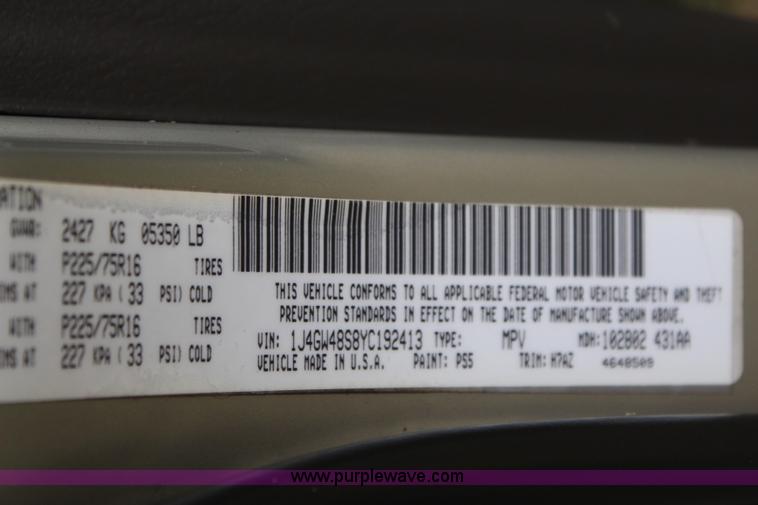 ATION
GVWR: 2427 KG 05350 LB
WITH P225/75R16 TIRES
AT 227 KPA ( 33 PSI) COLD
WITH P225/75R16 TIRES
AT 227 KPA ( 33 PSI) COLD
THIS VEHICLE CONFORMS TO ALL APPLICABLE FEDERAL MOTOR VEHICLE SAFETY AND THEFT
PREVENTION STANDARDS IN EFFECT ON THE DATE OF MANUFACTURE SHOWN ABOVE.
VIN: 1J4GW48S8YC192413 TYPE: MPV MDH: 102802 431AA
VEHICLE MADE IN U.S.A. PAINT: PS5 TRIM: H7AZ 4648509
www.purplewave.com